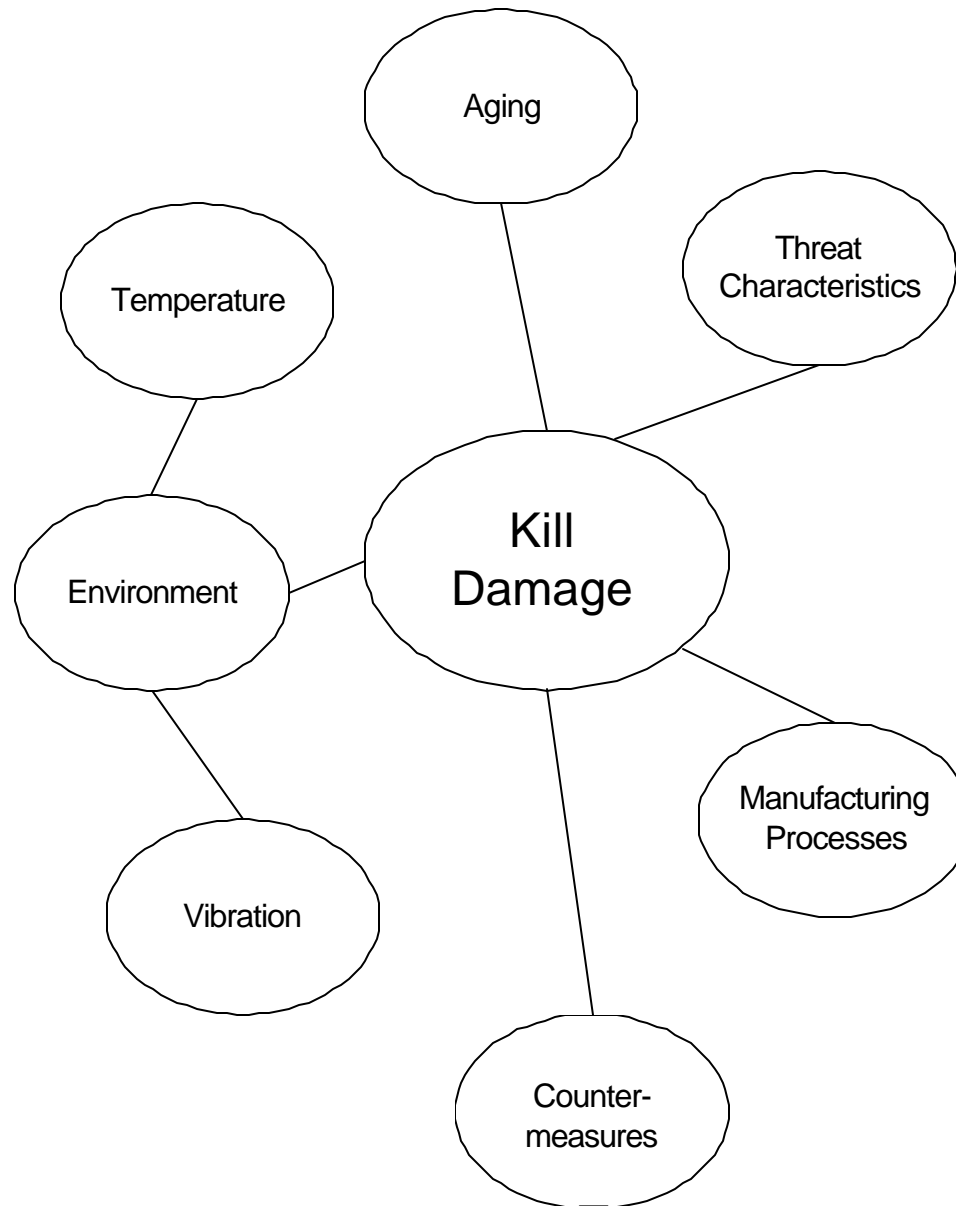 Aging
Threat
Characteristics
Temperature
Kill
Damage
Environment
Manufacturing
Processes
Vibration
Counter-
measures